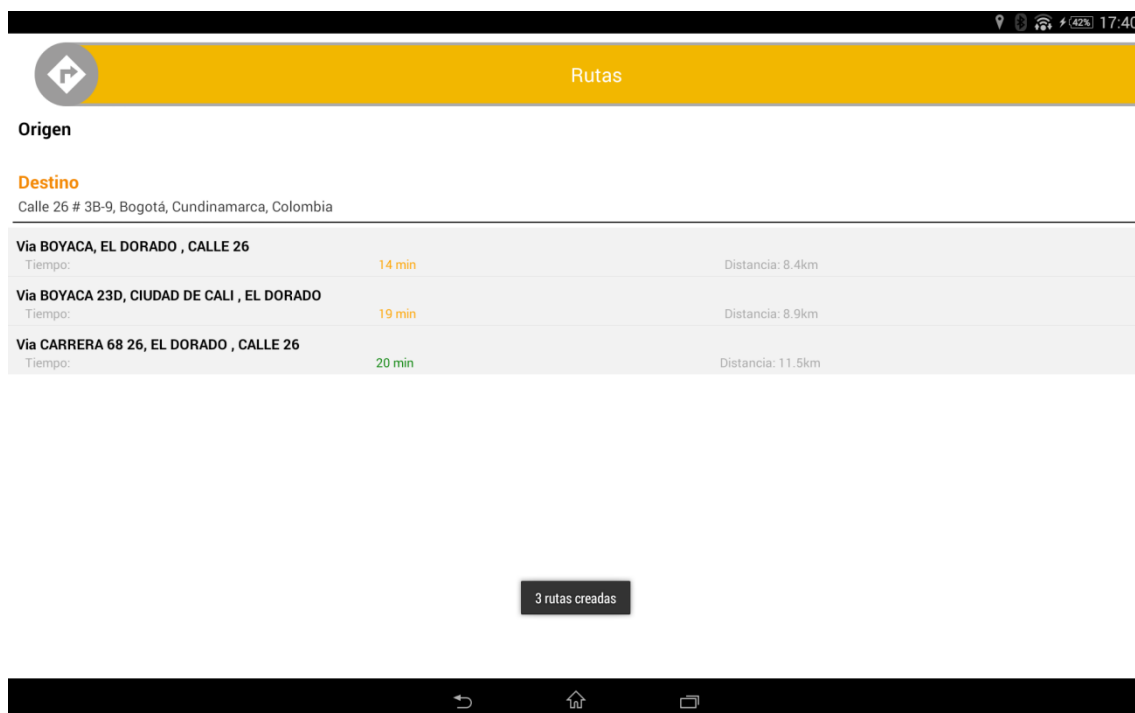 42% 17:40
Rutas
Origen
Destino
Calle 26 # 3B-9, Bogotá, Cundinamarca, Colombia
Via BOYACA, EL DORADO , CALLE 26
Tiempo: 14 min Distancia: 8.4km
Via BOYACA 23D, CIUDAD DE CALI , EL DORADO
Tiempo: 19 min Distancia: 8.9km
Via CARRERA 68 26, EL DORADO , CALLE 26
Tiempo: 20 min Distancia: 11.5km
3 rutas creadas